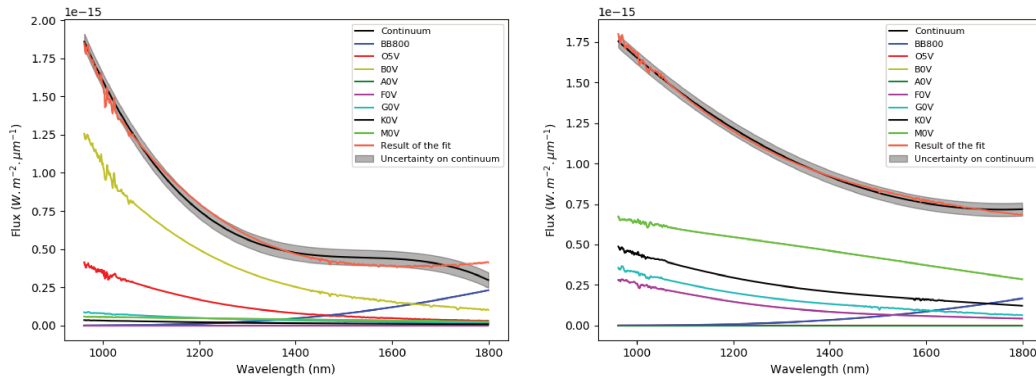 1e−15
2.00
1.75
1.50
1.25
1.00
0.75
0.50
0.25
0.00
Flux (W. m⁻². μm⁻¹)
1000
1200
1400
1600
1800
Wavelength (nm)
Continuum
BB800
O5V
B0V
A0V
F0V
G0V
K0V
M0V
Result of the fit
Uncertainty on continuum
1e−15
1.75
1.50
1.25
1.00
0.75
0.50
0.25
0.00
Flux (W. m⁻². μm⁻¹)
1000
1200
1400
1600
1800
Wavelength (nm)
Continuum
BB800
O5V
B0V
A0V
F0V
G0V
K0V
M0V
Result of the fit
Uncertainty on continuum